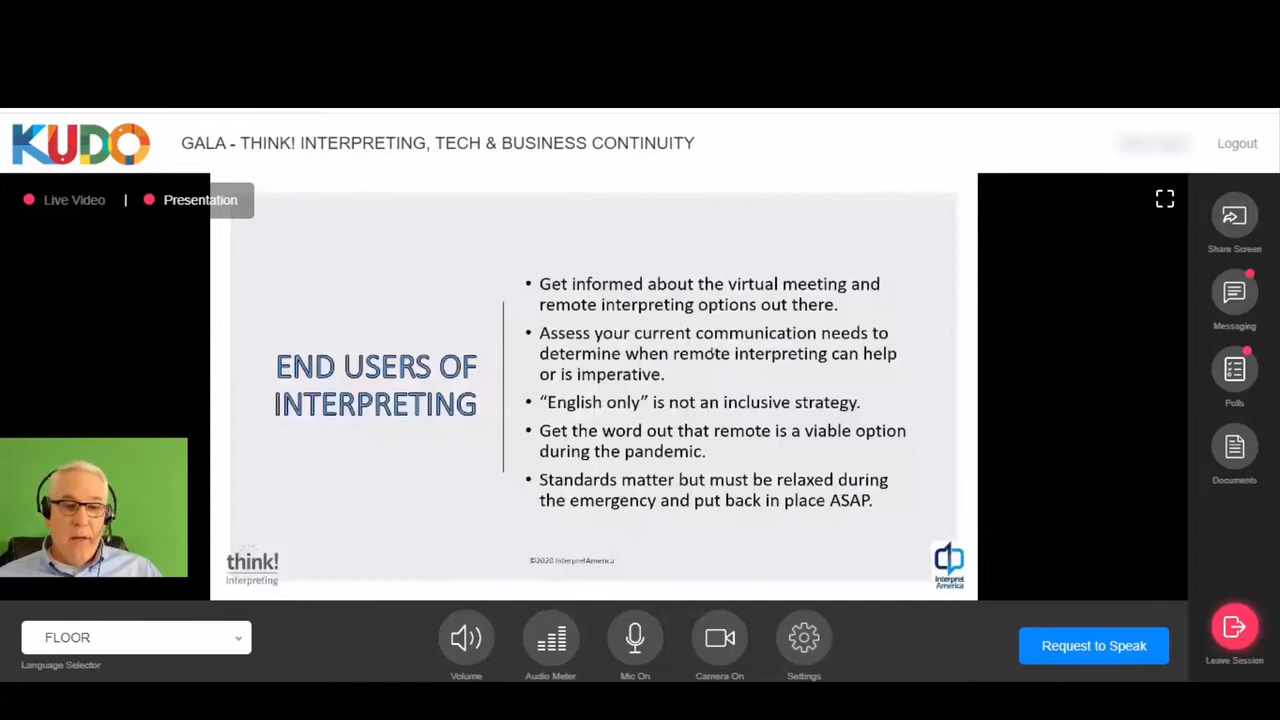 KUDO
GALA - THINK! INTERPRETING, TECH & BUSINESS CONTINUITY
Logout
Live Video | Presentation
Share Screen
Messaging
Polls
Documents
END USERS OF
INTERPRETING
• Get informed about the virtual meeting and
remote interpreting options out there.
• Assess your current communication needs to
determine when remote interpreting can help
or is imperative.
• “English only” is not an inclusive strategy.
• Get the word out that remote is a viable option
during the pandemic.
• Standards matter but must be relaxed during
the emergency and put back in place ASAP.
think!
interpreting
©2020 InterpretAmerica
Interpret
America
FLOOR
Language Selector
Volume
Audio Meter
Mic On
Camera On
Settings
Request to Speak
Leave Session